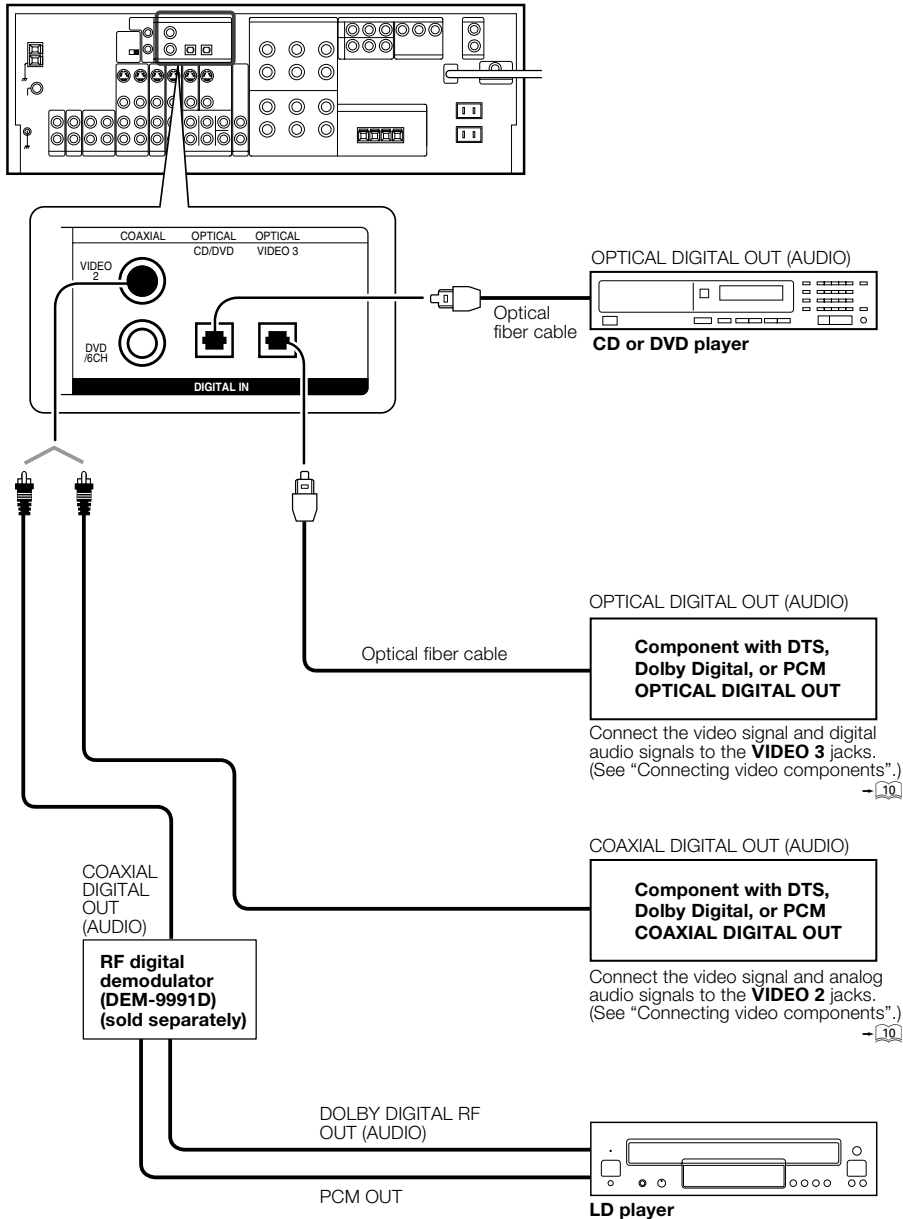 COAXIAL OPTICAL OPTICAL
CD/DVD VIDEO 3
VIDEO
2
DVD
/6CH
DIGITAL IN
OPTICAL DIGITAL OUT (AUDIO)
Optical
fiber cable
CD or DVD player
OPTICAL DIGITAL OUT (AUDIO)
Optical fiber cable
Component with DTS,
Dolby Digital, or PCM
OPTICAL DIGITAL OUT
Connect the video signal and digital
audio signals to the VIDEO 3 jacks.
(See “Connecting video components”.)
10
COAXIAL DIGITAL OUT (AUDIO)
Component with DTS,
Dolby Digital, or PCM
COAXIAL DIGITAL OUT
Connect the video signal and analog
audio signals to the VIDEO 2 jacks.
(See “Connecting video components”.)
10
COAXIAL
DIGITAL
OUT
(AUDIO)
RF digital
demodulator
(DEM-9991D)
(sold separately)
DOLBY DIGITAL RF
OUT (AUDIO)
PCM OUT
LD player